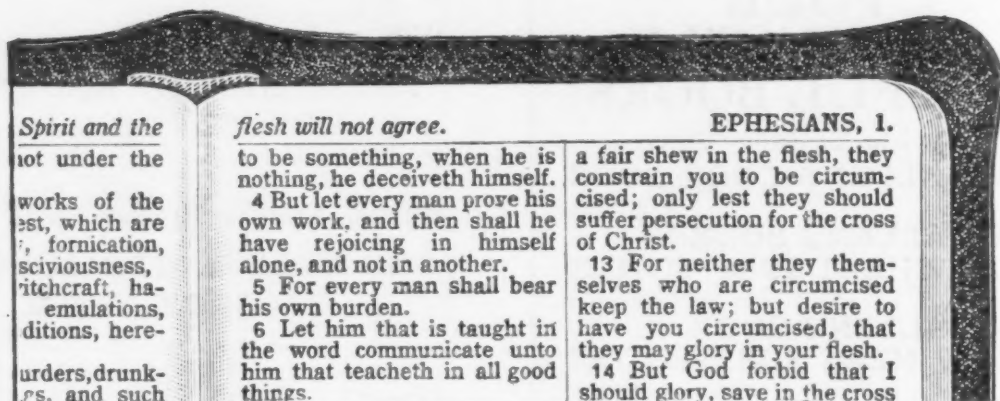 Spirit and the
not under the
works of the
est, which are
fornication,
sciviousness,
itchcraft, ha-
emulations,
ditions, here-
urders, drunk-
es, and such
flesh will not agree.
to be something, when he is
nothing, he deceiveth himself.
4 But let every man prove his
own work, and then shall he
have rejoicing in himself
alone, and not in another.
5 For every man shall bear
his own burden.
6 Let him that is taught in
the word communicate unto
him that teacheth in all good
things.
EPHESIANS, 1.
a fair shew in the flesh, they
constrain you to be circum-
cised; only lest they should
suffer persecution for the cross
of Christ.
13 For neither they them-
selves who are circumcised
keep the law; but desire to
have you circumcised, that
they may glory in your flesh.
14 But God forbid that I
should glory, save in the cross